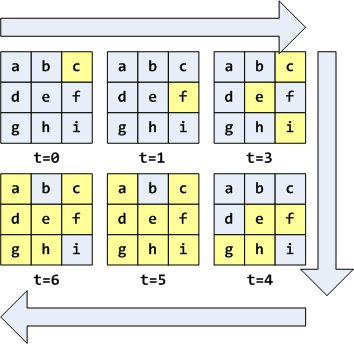 a b c a b c a b c
d e f d e f d e f
g h i g h i g h i
t=0 t=1 t=3
a b c a b c a b c
d e f d e f d e f
g h i g h i g h i
t=6 t=5 t=4